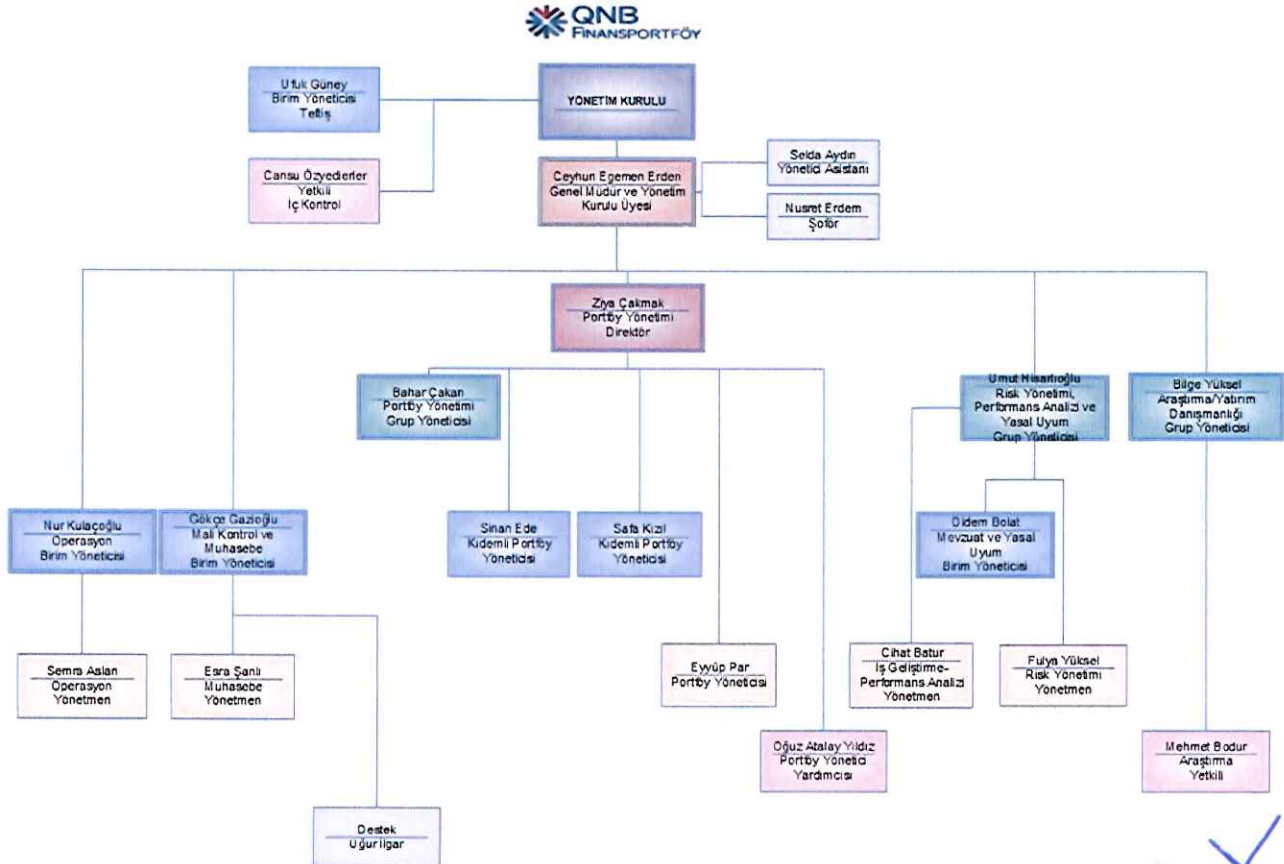 QNB
FİNANSPORTFÖY
Ufuk Güney
Birim Yöneticisi
Teftiş
YÖNETİM KURULU
Cansu Özyederler
Yetkili
İç Kontrol
Ceyhun Egemen Erden
Genel Müdür ve Yönetim
Kurulu Üyesi
Selda Aydın
Yönetici Asistanı
Nusret Erdem
Şoför
Ziya Çakmak
Portföy Yönetimi
Direktör
Bahar Çakan
Portföy Yönetimi
Grup Yöneticisi
Umut Hisarlıoğlu
Risk Yönetimi,
Performans Analizi ve
Yasal Uyum
Grup Yöneticisi
Bilge Yüksel
Araştırma/Yatırım
Danışmanlığı
Grup Yöneticisi
Nur Kulaçoğlu
Operasyon
Birim Yöneticisi
Gökçe Gazioğlu
Mali Kontrol ve
Muhasebe
Birim Yöneticisi
Sinan Ede
Kıdemli Portföy
Yöneticisi
Safa Kızıl
Kıdemli Portföy
Yöneticisi
Didem Bolat
Mevzuat ve Yasal
Uyum
Birim Yöneticisi
Semra Aslan
Operasyon
Yönetmen
Esra Şanlı
Muhasebe
Yönetmen
Eyyüp Par
Portföy Yöneticisi
Cihat Batur
İş Geliştirme-
Performans Analizi
Yönetmen
Fulya Yüksel
Risk Yönetimi
Yönetmen
Oğuz Atalay Yıldız
Portföy Yönetici
Yardımcısı
Mehmet Bodur
Araştırma
Yetkili
Destek
Uğur Ilgar